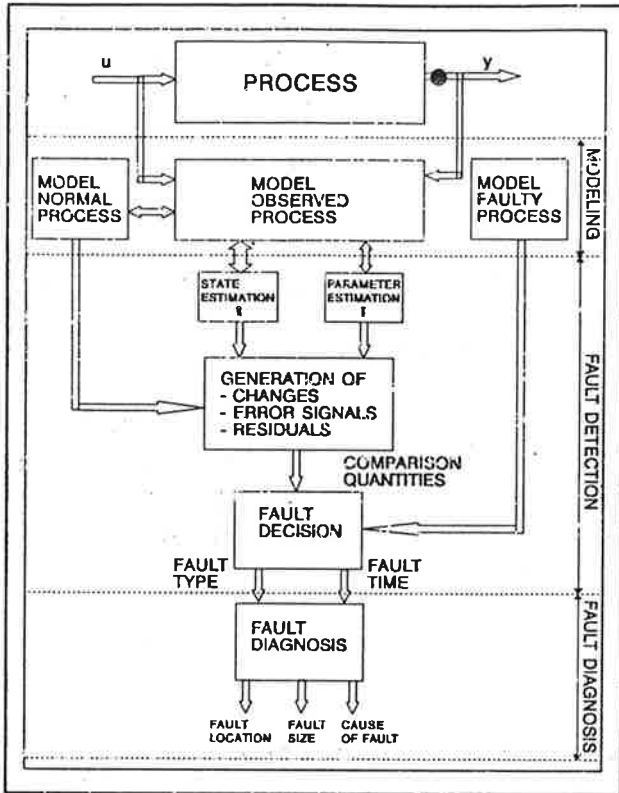 u
PROCESS
y
MODEL
NORMAL
PROCESS
MODEL
OBSERVED
PROCESS
MODEL
FAULTY
PROCESS
MODELING
STATE
ESTIMATION
PARAMETER
ESTIMATION
GENERATION OF
- CHANGES
- ERROR SIGNALS
- RESIDUALS
COMPARISON
QUANTITIES
FAULT DETECTION
FAULT
DECISION
FAULT
TYPE
FAULT
TIME
FAULT
DIAGNOSIS
FAULT DIAGNOSIS
FAULT
LOCATION
FAULT
SIZE
CAUSE
OF FAULT